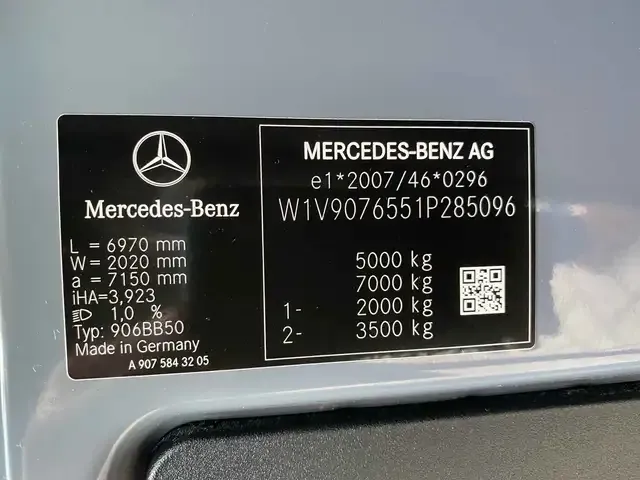 Mercedes-Benz
L = 6970 mm
W = 2020 mm
a = 7150 mm
iHA=3,923
1,0 %
Typ: 906BB50
Made in Germany
A 907 584 32 05
MERCEDES-BENZ AG
e1*2007/46*0296
W1V9076551P285096
5000 kg
7000 kg
1- 2000 kg
2- 3500 kg